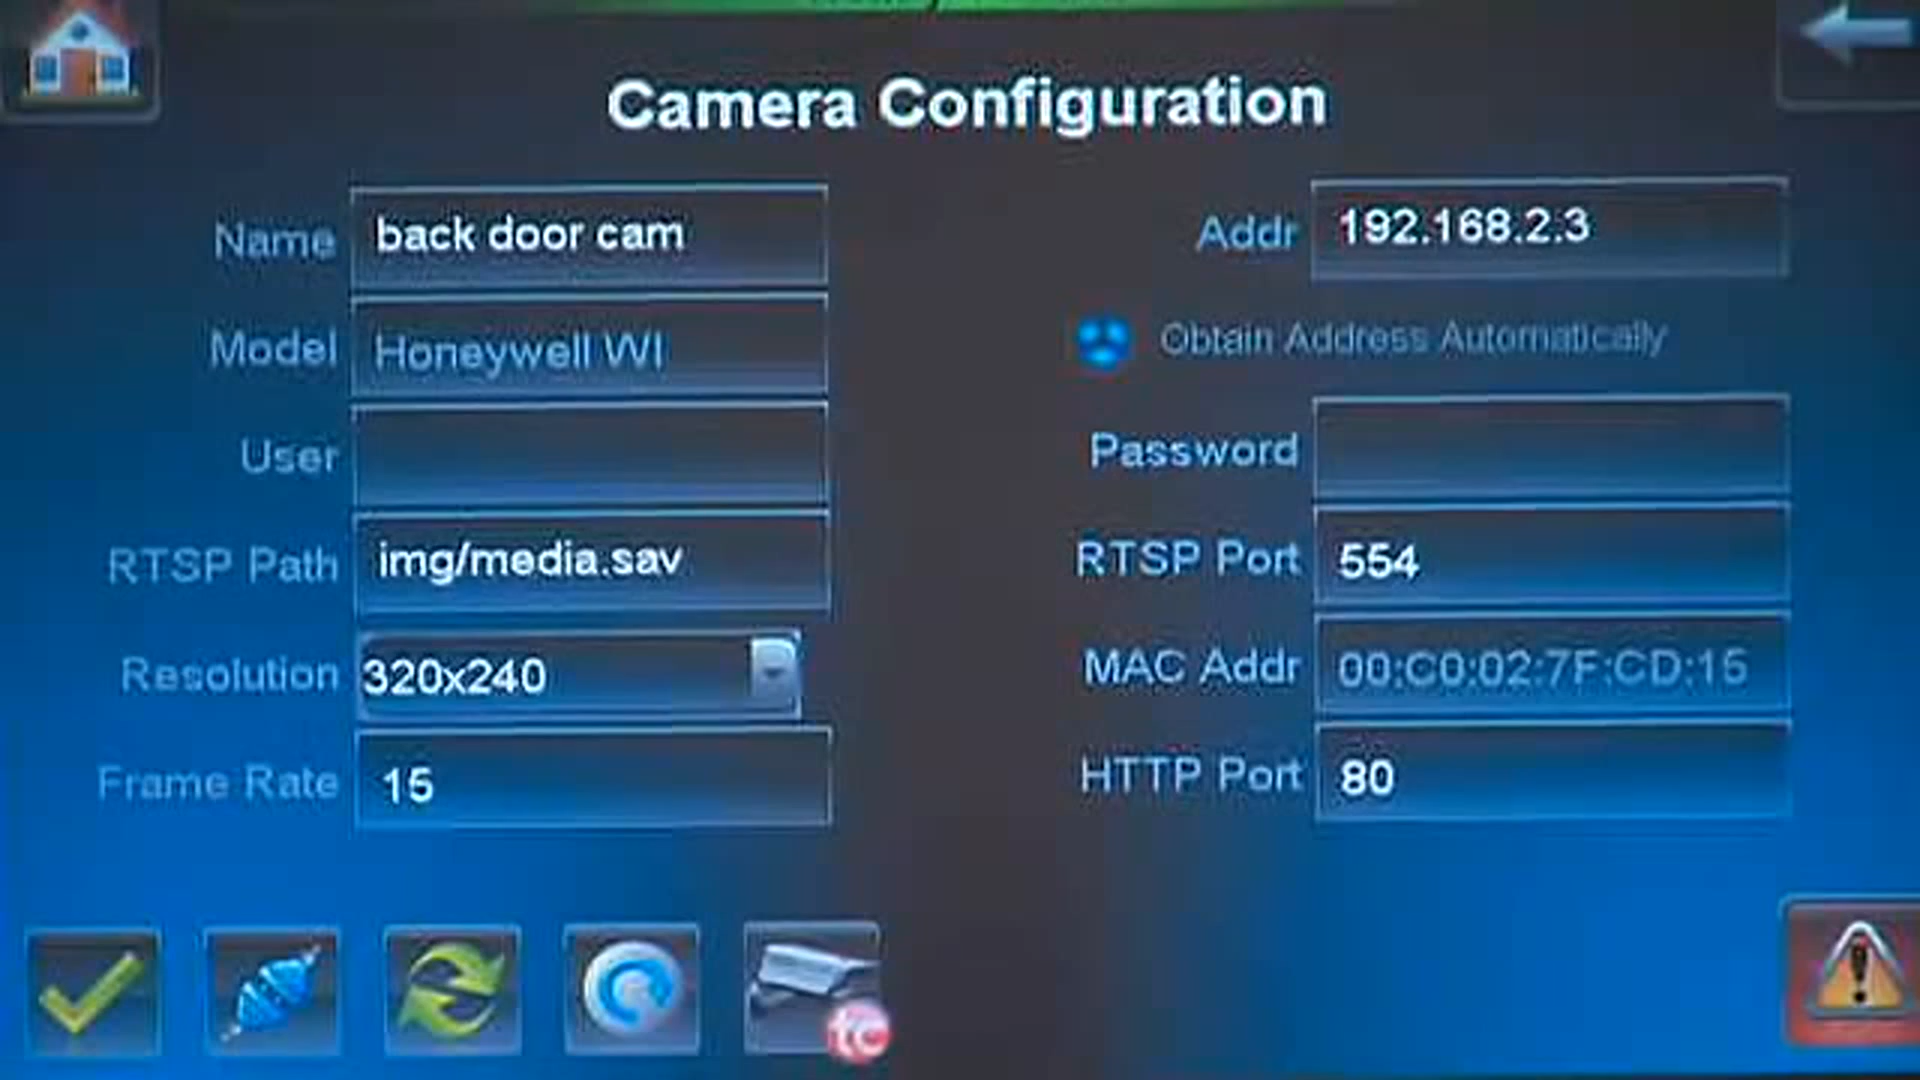 Camera Configuration
Name back door cam
Addr 192.168.2.3
Model Honeywell WI
Obtain Address Automatically
User
Password
RTSP Path img/media.sav
RTSP Port 554
Resolution 320x240
MAC Addr 00:C0:02:7F:CD:15
Frame Rate 15
HTTP Port 80
tc